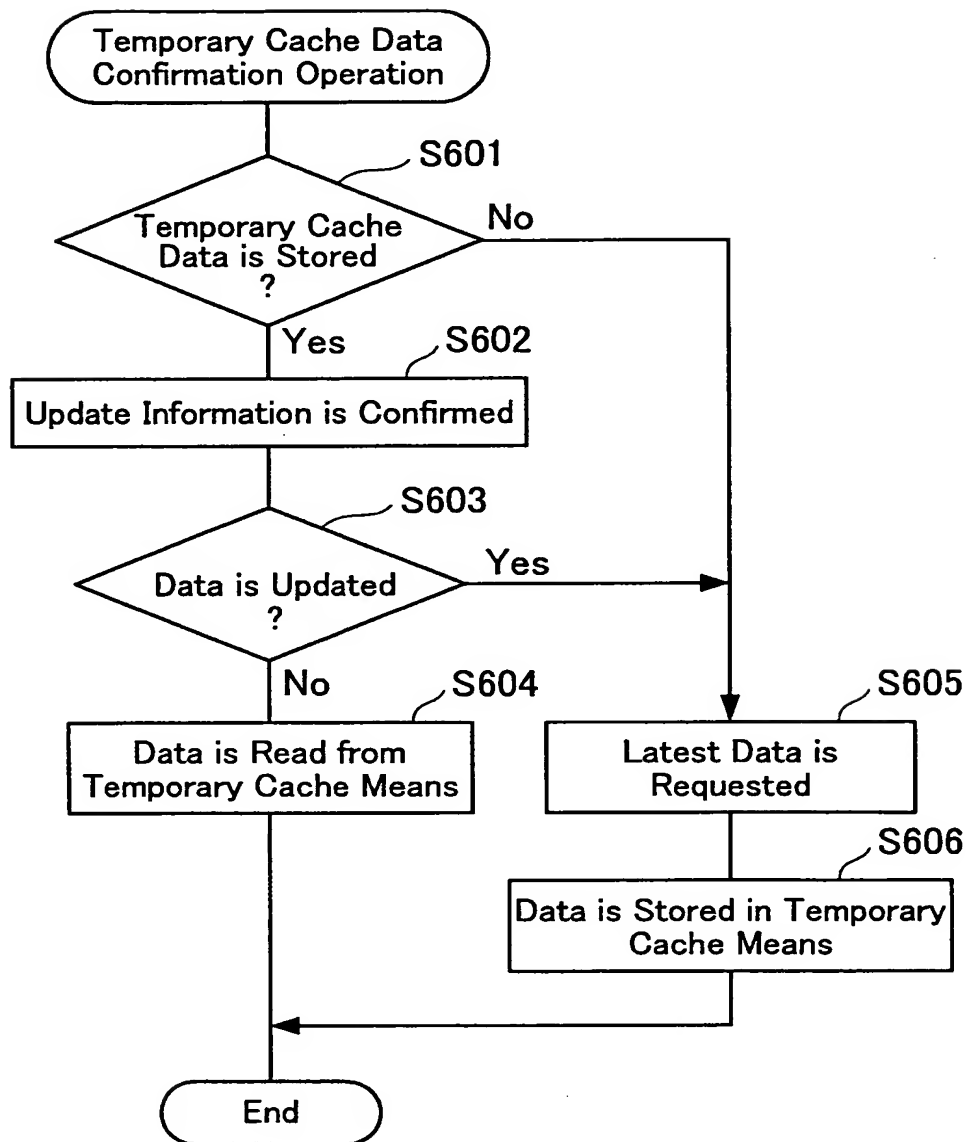 Temporary Cache Data
Confirmation Operation
S601
Temporary Cache
Data is Stored
?
No
Yes
S602
Update Information is Confirmed
S603
Data is Updated
?
Yes
No
S604
Data is Read from
Temporary Cache Means
S605
Latest Data is
Requested
S606
Data is Stored in Temporary
Cache Means
End